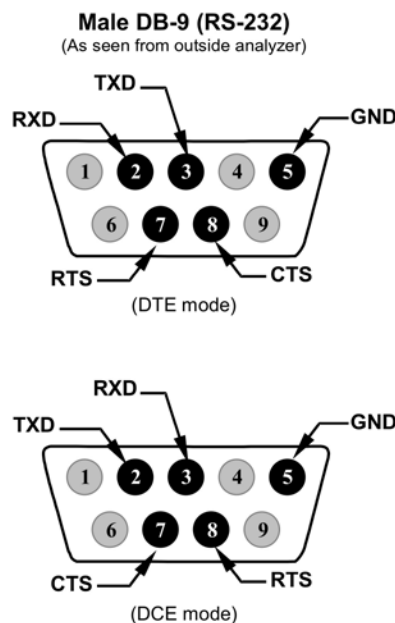 Male DB-9 (RS-232)
(As seen from outside analyzer)
TXD
RXD
GND
1 2 3 4 5
6 7 8 9
RTS
CTS
(DTE mode)
RXD
TXD
GND
1 2 3 4 5
6 7 8 9
CTS
RTS
(DCE mode)